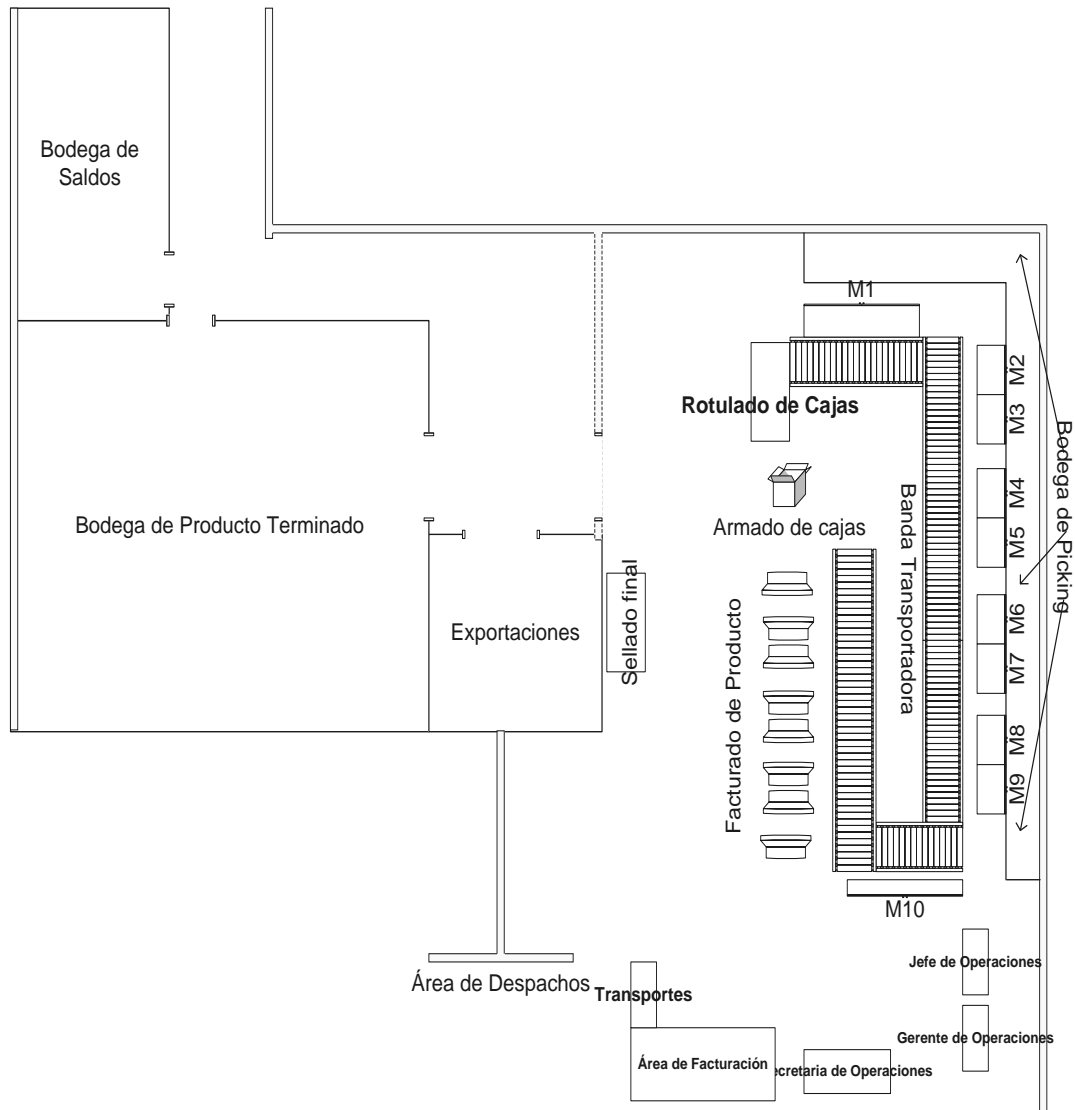 Bodega de
Saldos
M1
M2
M3
Rotulado de Cajas
M4
Bodega de Picking
Banda Transportadora
Bodega de Producto Terminado
Armado de cajas
M5
Sellado final
Facturado de Producto
M6
Exportaciones
M7
M8
M9
M10
Jefe de Operaciones
Área de Despachos
Transportes
Gerente de Operaciones
Área de Facturación
ecretaria de Operaciones